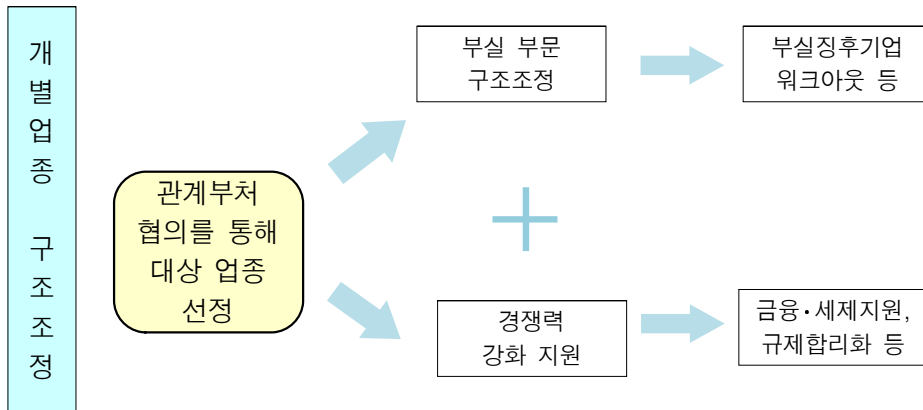 개별업종 구조조정
관계부처
협의를 통해
대상 업종
선정
부실 부문
구조조정
부실징후기업
워크아웃 등
경쟁력
강화 지원
금융·세제지원,
규제합리화 등